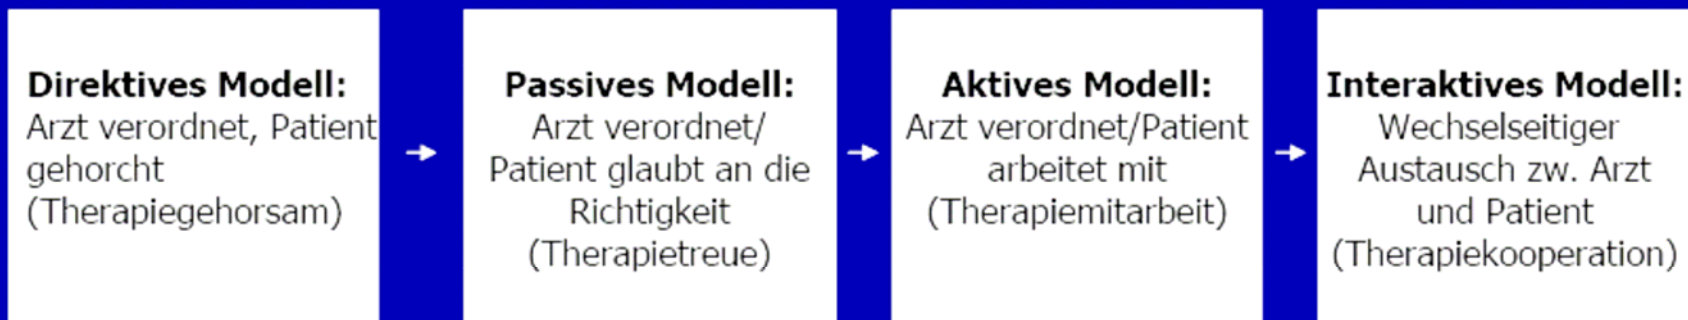 Direktives Modell:
Arzt verordnet, Patient
gehorcht
(Therapiegehorsam)
Passives Modell:
Arzt verordnet/
Patient glaubt an die
Richtigkeit
(Therapietreue)
Aktives Modell:
Arzt verordnet/Patient
arbeitet mit
(Therapiemitarbeit)
Interaktives Modell:
Wechselseitiger
Austausch zw. Arzt
und Patient
(Therapiekooperation)